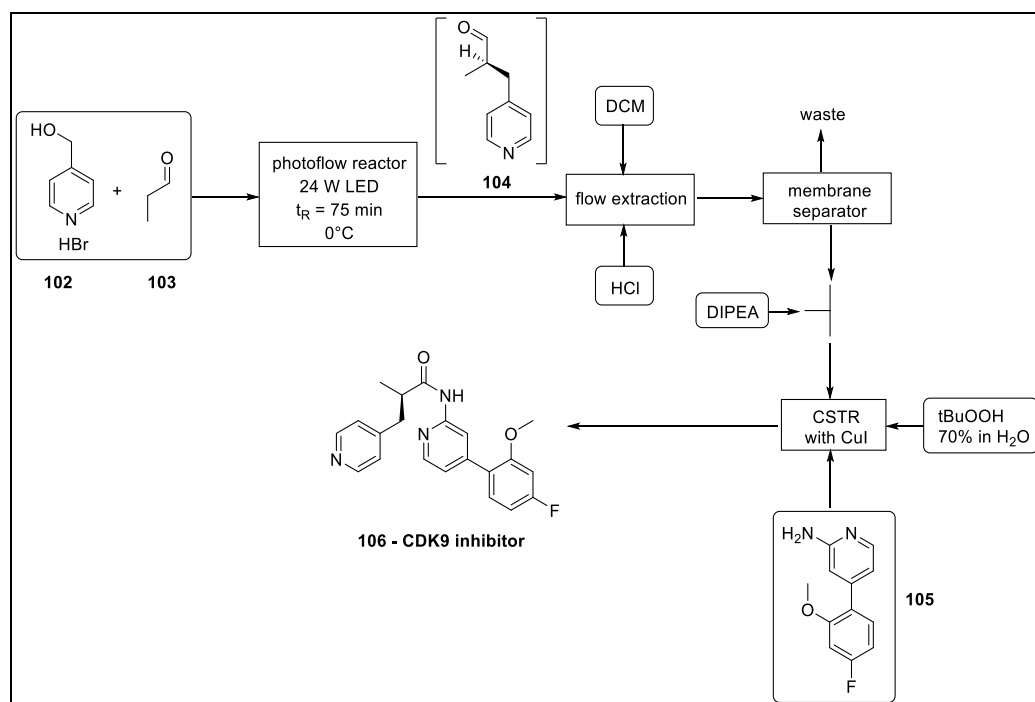 HO
O
+
N
HBr
102
103
photoflow reactor
24 W LED
tR = 75 min
0°C
O
H
N
104
DCM
flow extraction
HCl
waste
membrane
separator
DIPEA
CSTR
with CuI
tBuOOH
70% in H2O
O
NH
N
N
O
F
106 - CDK9 inhibitor
H2N
N
O
F
105